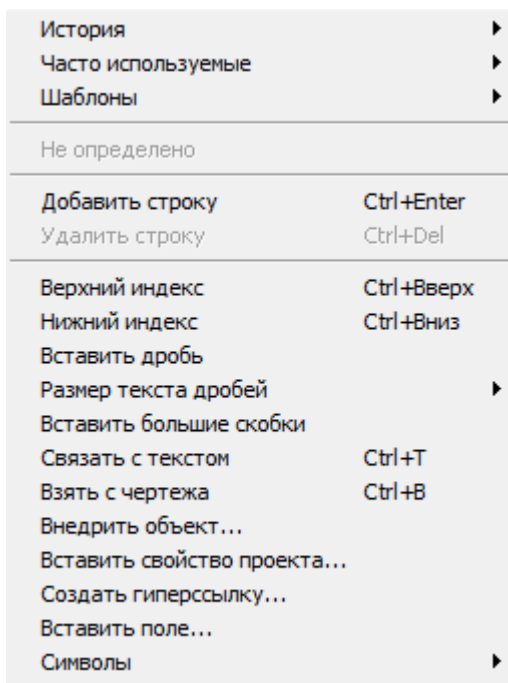 История
Часто используемые
Шаблоны
Не определено
Добавить строку Ctrl+Enter
Удалить строку Ctrl+Del
Верхний индекс Ctrl+Вверх
Нижний индекс Ctrl+Вниз
Вставить дробь
Размер текста дробей
Вставить большие скобки
Связать с текстом Ctrl+T
Взять с чертежа Ctrl+B
Внедрить объект...
Вставить свойство проекта...
Создать гиперссылку...
Вставить поле...
Символы